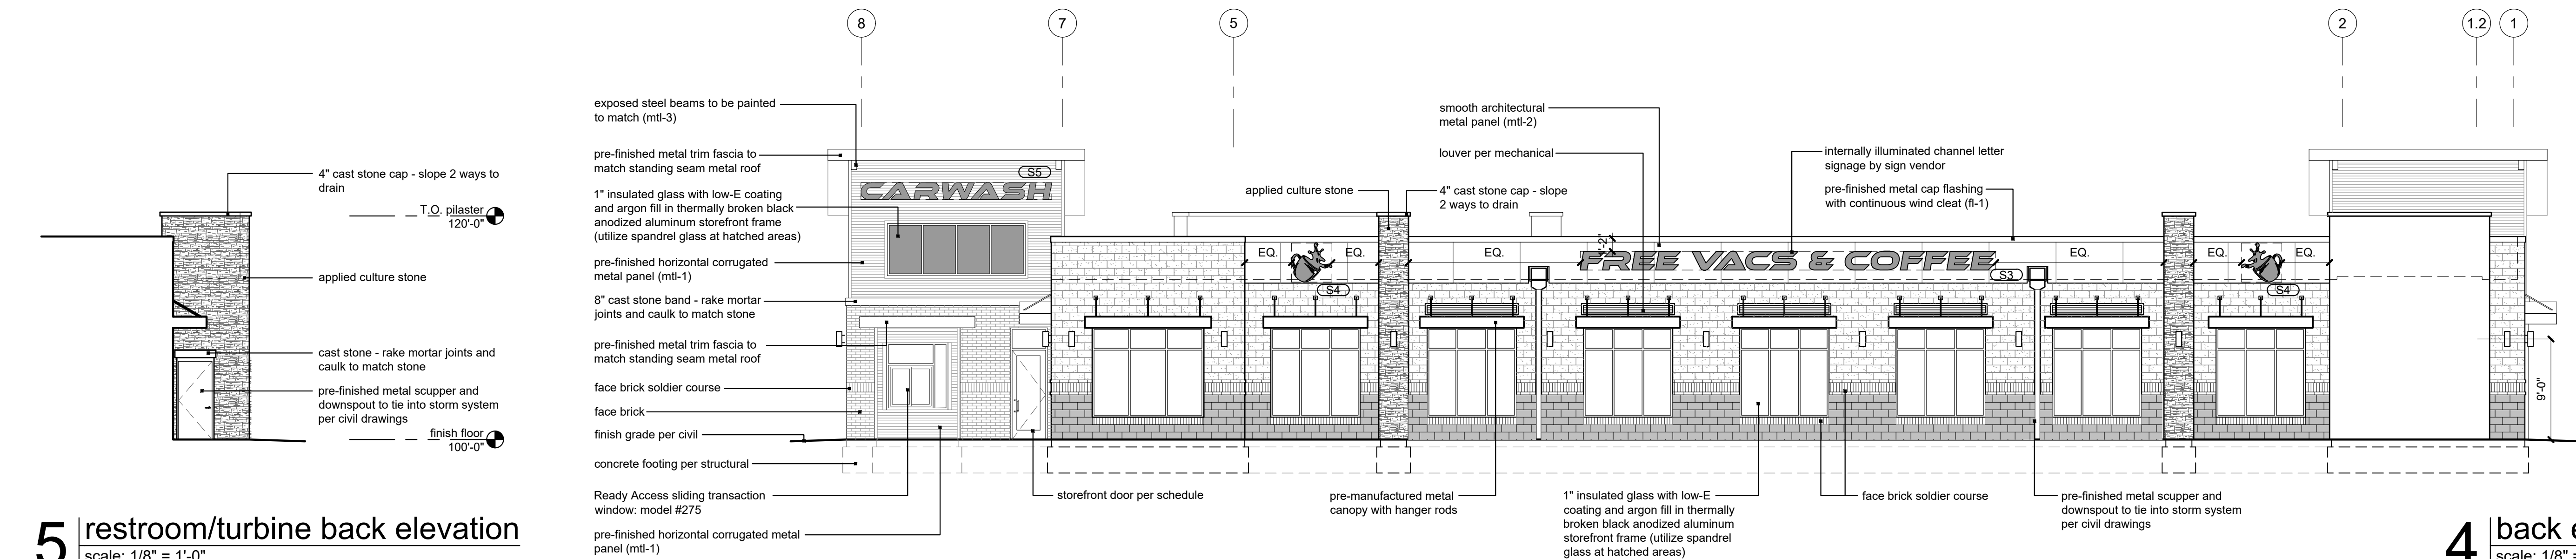 8
7
5
2
1.2
1
4" cast stone cap - slope 2 ways to
drain
T.O. pilaster
120'-0"
applied culture stone
cast stone - rake mortar joints and
caulk to match stone
pre-finished metal scupper and
downspout to tie into storm system
per civil drawings
finish floor
100'-0"
5
restroom/turbine back elevation
scale: 1/8" = 1'-0"
exposed steel beams to be painted
to match (mtl-3)
pre-finished metal trim fascia to
match standing seam metal roof
1" insulated glass with low-E coating
and argon fill in thermally broken black
anodized aluminum storefront frame
(utilize spandrel glass at hatched areas)
pre-finished horizontal corrugated
metal panel (mtl-1)
8" cast stone band - rake mortar
joints and caulk to match stone
pre-finished metal trim fascia to
match standing seam metal roof
face brick soldier course
face brick
finish grade per civil
concrete footing per structural
Ready Access sliding transaction
window: model #275
pre-finished horizontal corrugated metal
panel (mtl-1)
S5
CARWASH
storefront door per schedule
applied culture stone
4" cast stone cap - slope
2 ways to drain
smooth architectural
metal panel (mtl-2)
louver per mechanical
internally illuminated channel letter
signage by sign vendor
pre-finished metal cap flashing
with continuous wind cleat (fl-1)
EQ.
EQ.
S4
EQ.
FREE VACS & COFFEE
S3
EQ.
EQ.
EQ.
S4
9'-0"
pre-manufactured metal
canopy with hanger rods
1" insulated glass with low-E
coating and argon fill in thermally
broken black anodized aluminum
storefront frame (utilize spandrel
glass at hatched areas)
face brick soldier course
pre-finished metal scupper and
downspout to tie into storm system
per civil drawings
4
back
scale: 1/8"